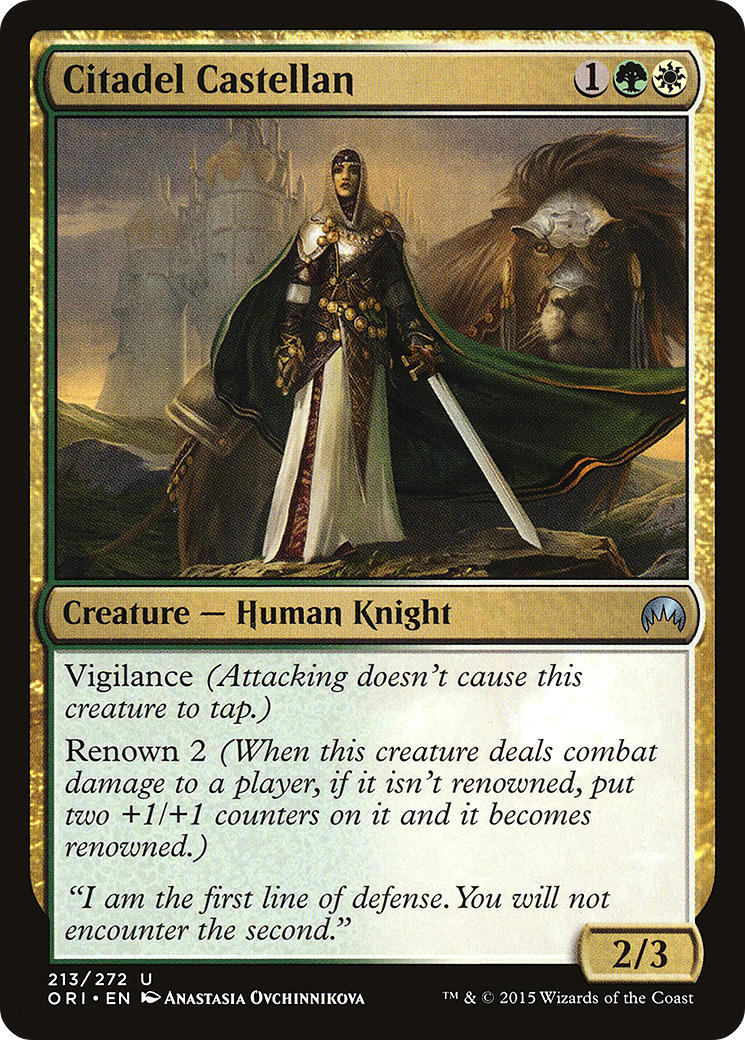 Citadel Castellan 1
Creature — Human Knight
Vigilance (Attacking doesn't cause this
creature to tap.)
Renown 2 (When this creature deals combat
damage to a player, if it isn't renowned, put
two +1/+1 counters on it and it becomes
renowned.)
“I am the first line of defense. You will not
encounter the second.”
2/3
213/272 U
ORI • EN Anastasia Ovchinnikova
™ & © 2015 Wizards of the Coast